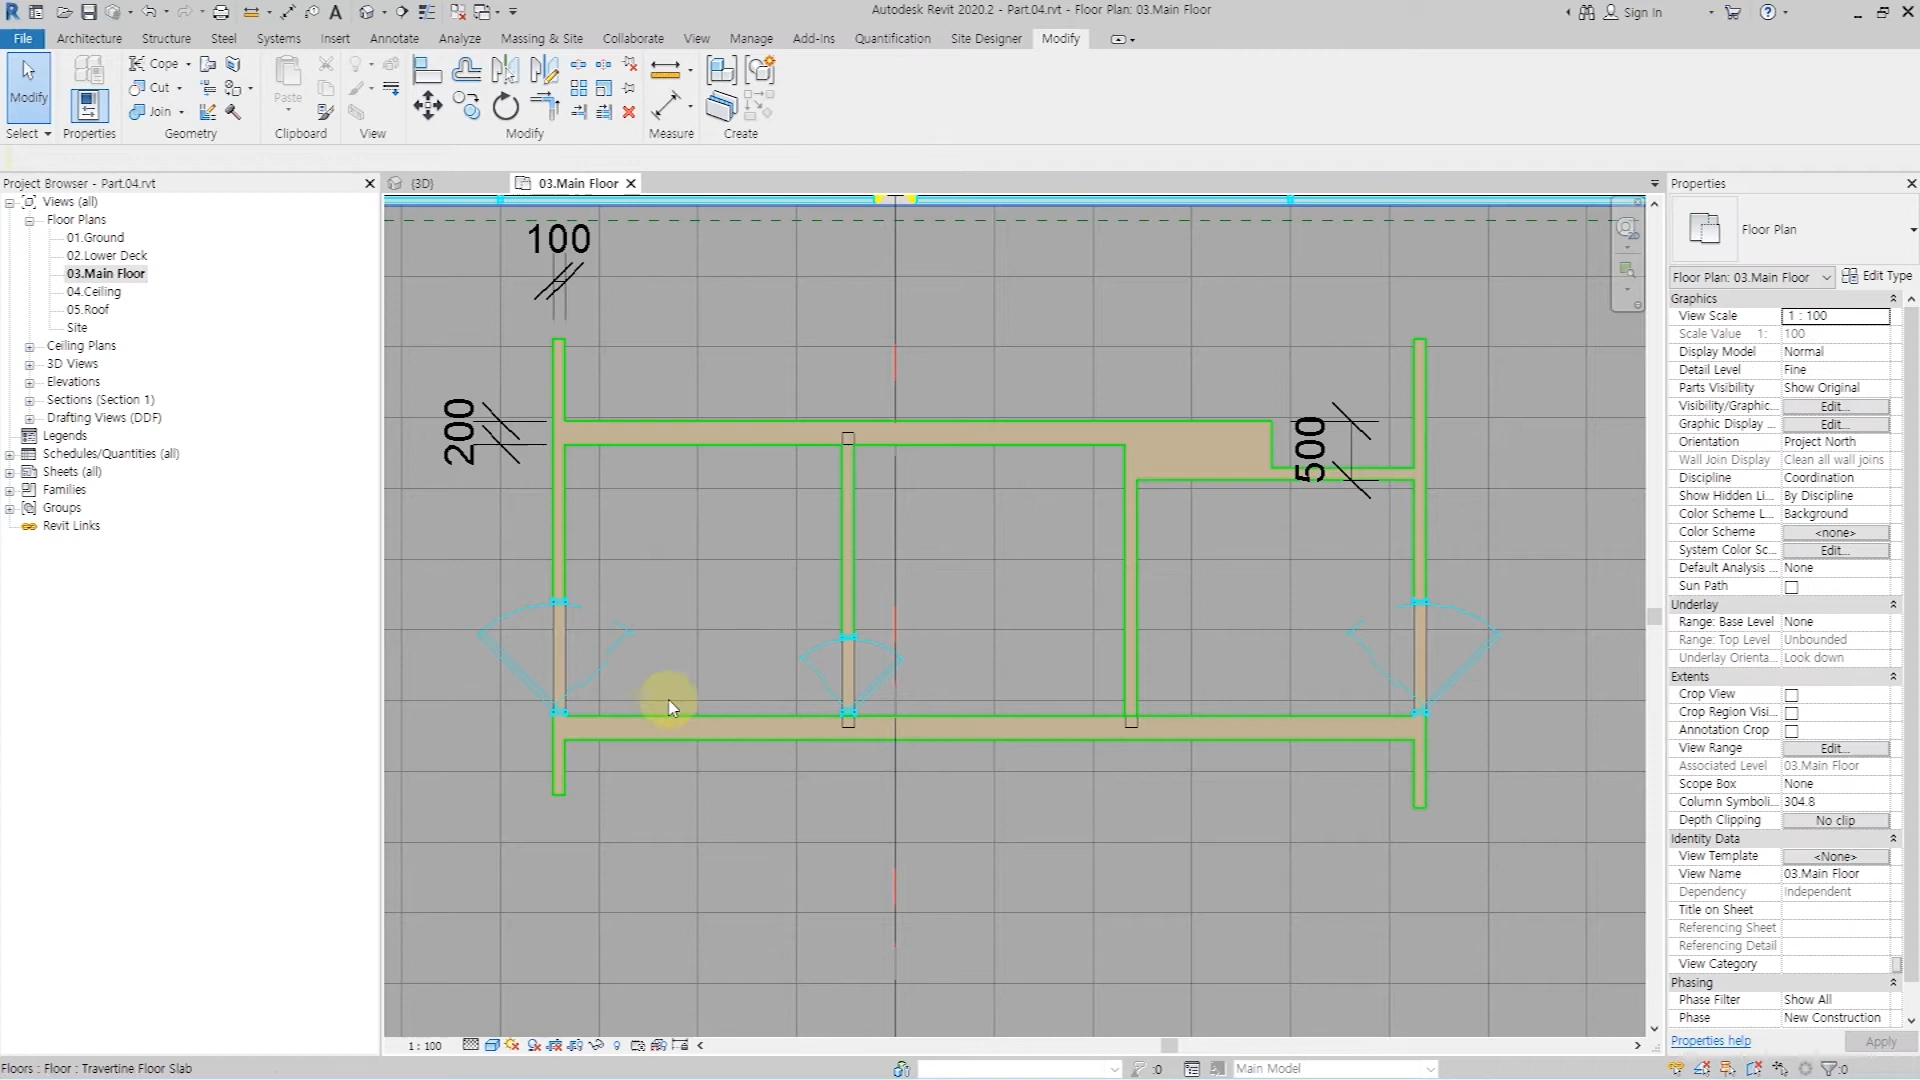 Autodesk Revit 2020.2 - Part.04.rvt - Floor Plan: 03.Main Floor
Sign In
File Architecture Structure Steel Systems Insert Annotate Analyze Massing & Site Collaborate View Manage Add-Ins Quantification Site Designer Modify
Modify
Cope
Cut
Join
Paste
Select Properties Geometry Clipboard View Modify Measure Create
Project Browser - Part.04.rvt
{3D}
03.Main Floor
Properties
Views (all)
Floor Plans
01.Ground
02.Lower Deck
03.Main Floor
04.Ceiling
05.Roof
Site
Ceiling Plans
3D Views
Elevations
Sections (Section 1)
Drafting Views (DDF)
Legends
Schedules/Quantities (all)
Sheets (all)
Families
Groups
Revit Links
100
200
500
Floor Plan
Floor Plan: 03.Main Floor Edit Type
Graphics
View Scale 1 : 100
Scale Value 1: 100
Display Model Normal
Detail Level Fine
Parts Visibility Show Original
Visibility/Graphic... Edit...
Graphic Display ... Edit...
Orientation Project North
Wall Join Display Clean all wall joins
Discipline Coordination
Show Hidden Li... By Discipline
Color Scheme L... Background
Color Scheme <none>
System Color Sc... Edit...
Default Analysis ... None
Sun Path
Underlay
Range: Base Level None
Range: Top Level Unbounded
Underlay Orienta... Look down
Extents
Crop View
Crop Region Visi...
Annotation Crop
View Range Edit...
Associated Level 03.Main Floor
Scope Box None
Column Symboli... 304.8
Depth Clipping No clip
Identity Data
View Template <None>
View Name 03.Main Floor
Dependency Independent
Title on Sheet
Referencing Sheet
Referencing Detail
View Category
Phasing
Phase Filter Show All
Phase New Construction
Properties help Apply
1 : 100
Floors : Floor : Travertine Floor Slab
:0
Main Model
:0